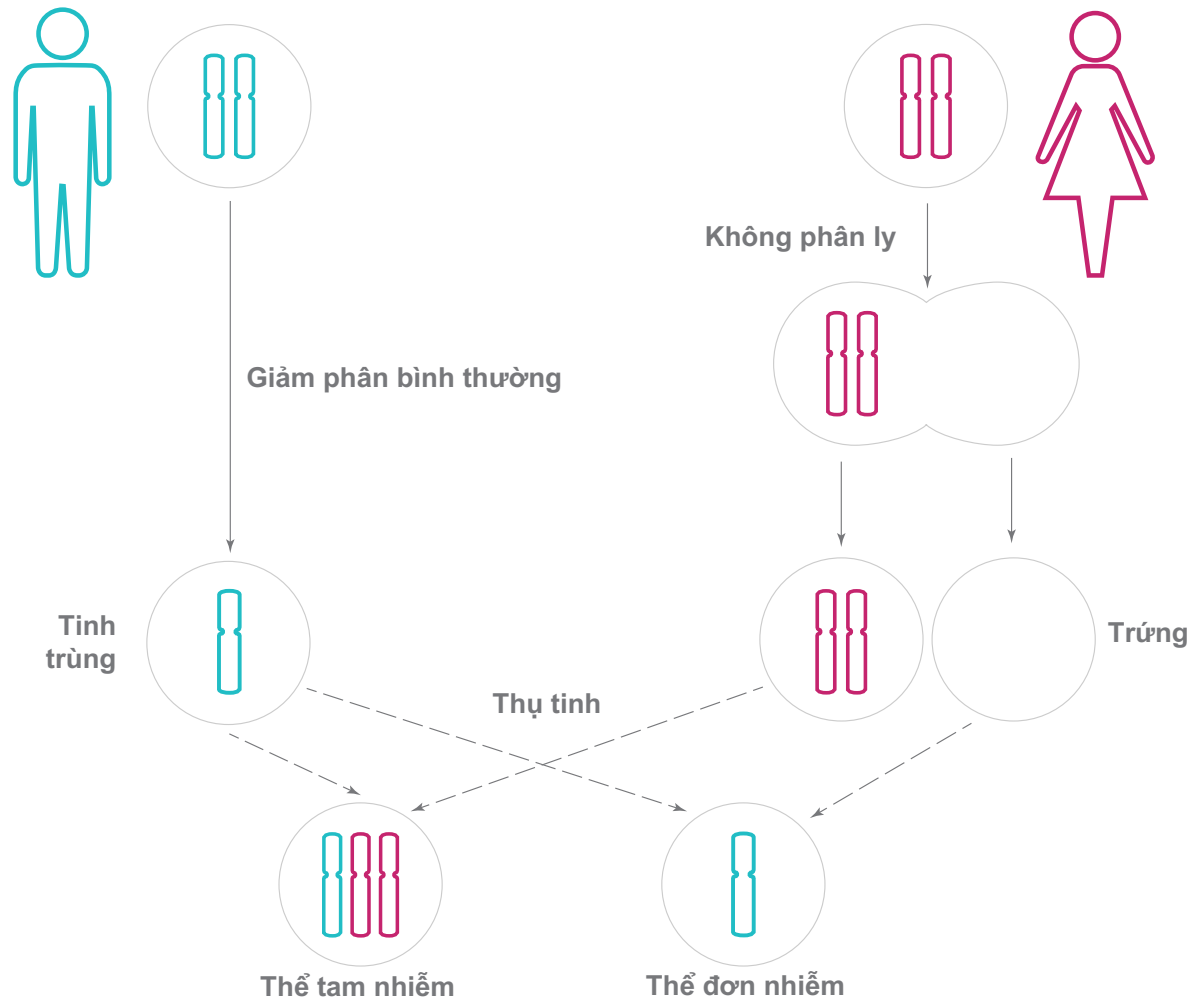 Không phân ly
Giảm phân bình thường
Tinh
trùng
Trứng
Thụ tinh
Thể tam nhiễm
Thể đơn nhiễm